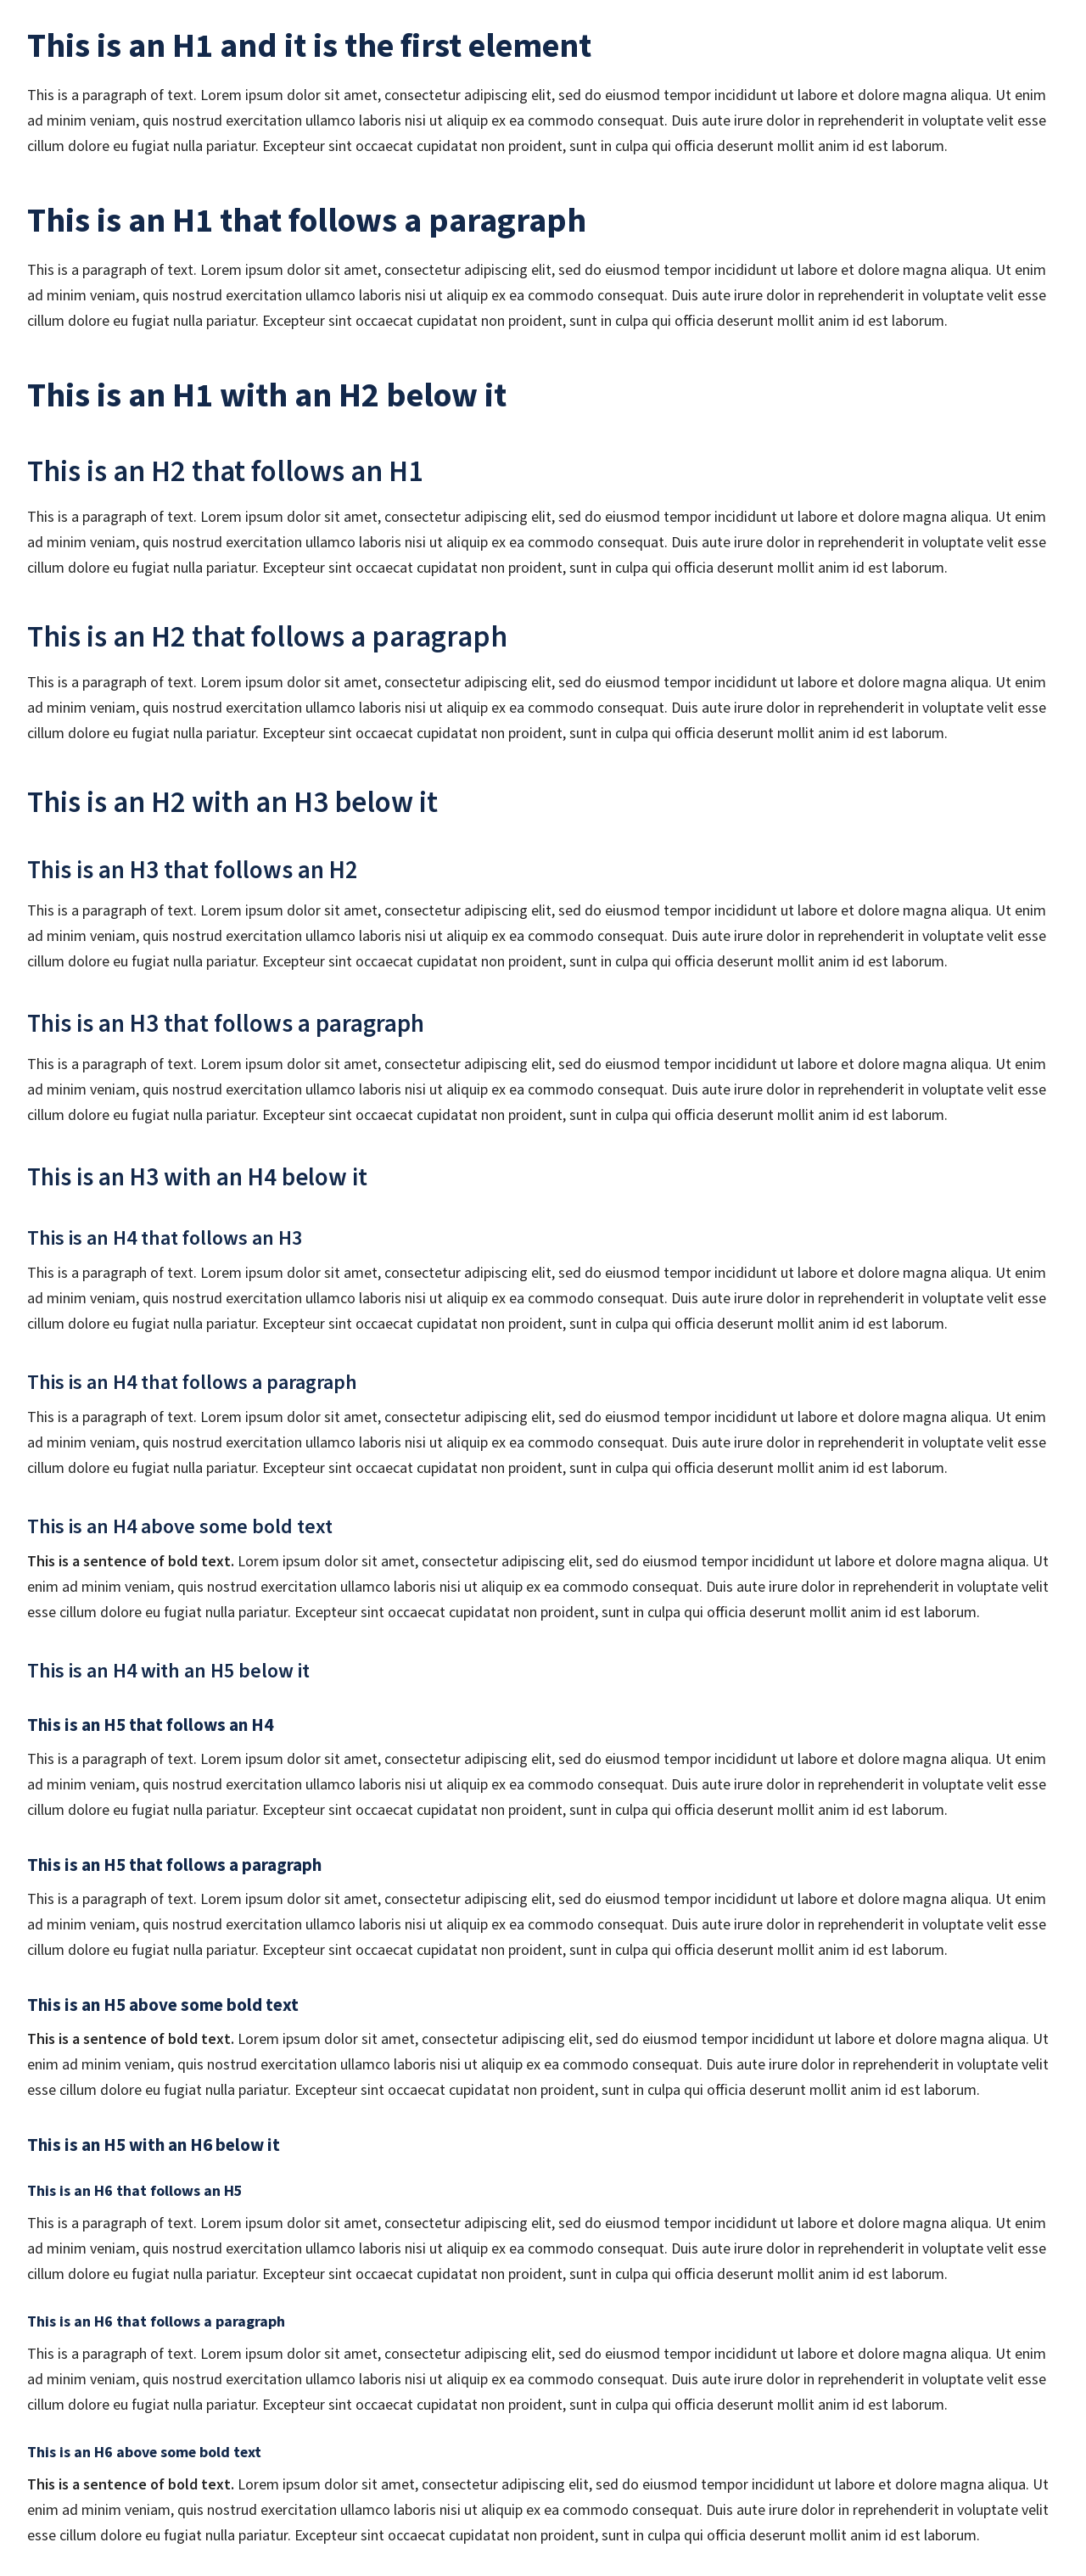 This is an H1 and it is the first element
This is a paragraph of text. Lorem ipsum dolor sit amet, consectetur adipiscing elit, sed do eiusmod tempor incididunt ut labore et dolore magna aliqua. Ut enim
ad minim veniam, quis nostrud exercitation ullamco laboris nisi ut aliquip ex ea commodo consequat. Duis aute irure dolor in reprehenderit in voluptate velit esse
cillum dolore eu fugiat nulla pariatur. Excepteur sint occaecat cupidatat non proident, sunt in culpa qui officia deserunt mollit anim id est laborum.
This is an H1 that follows a paragraph
This is a paragraph of text. Lorem ipsum dolor sit amet, consectetur adipiscing elit, sed do eiusmod tempor incididunt ut labore et dolore magna aliqua. Ut enim
ad minim veniam, quis nostrud exercitation ullamco laboris nisi ut aliquip ex ea commodo consequat. Duis aute irure dolor in reprehenderit in voluptate velit esse
cillum dolore eu fugiat nulla pariatur. Excepteur sint occaecat cupidatat non proident, sunt in culpa qui officia deserunt mollit anim id est laborum.
This is an H1 with an H2 below it
This is an H2 that follows an H1
This is a paragraph of text. Lorem ipsum dolor sit amet, consectetur adipiscing elit, sed do eiusmod tempor incididunt ut labore et dolore magna aliqua. Ut enim
ad minim veniam, quis nostrud exercitation ullamco laboris nisi ut aliquip ex ea commodo consequat. Duis aute irure dolor in reprehenderit in voluptate velit esse
cillum dolore eu fugiat nulla pariatur. Excepteur sint occaecat cupidatat non proident, sunt in culpa qui officia deserunt mollit anim id est laborum.
This is an H2 that follows a paragraph
This is a paragraph of text. Lorem ipsum dolor sit amet, consectetur adipiscing elit, sed do eiusmod tempor incididunt ut labore et dolore magna aliqua. Ut enim
ad minim veniam, quis nostrud exercitation ullamco laboris nisi ut aliquip ex ea commodo consequat. Duis aute irure dolor in reprehenderit in voluptate velit esse
cillum dolore eu fugiat nulla pariatur. Excepteur sint occaecat cupidatat non proident, sunt in culpa qui officia deserunt mollit anim id est laborum.
This is an H2 with an H3 below it
This is an H3 that follows an H2
This is a paragraph of text. Lorem ipsum dolor sit amet, consectetur adipiscing elit, sed do eiusmod tempor incididunt ut labore et dolore magna aliqua. Ut enim
ad minim veniam, quis nostrud exercitation ullamco laboris nisi ut aliquip ex ea commodo consequat. Duis aute irure dolor in reprehenderit in voluptate velit esse
cillum dolore eu fugiat nulla pariatur. Excepteur sint occaecat cupidatat non proident, sunt in culpa qui officia deserunt mollit anim id est laborum.
This is an H3 that follows a paragraph
This is a paragraph of text. Lorem ipsum dolor sit amet, consectetur adipiscing elit, sed do eiusmod tempor incididunt ut labore et dolore magna aliqua. Ut enim
ad minim veniam, quis nostrud exercitation ullamco laboris nisi ut aliquip ex ea commodo consequat. Duis aute irure dolor in reprehenderit in voluptate velit esse
cillum dolore eu fugiat nulla pariatur. Excepteur sint occaecat cupidatat non proident, sunt in culpa qui officia deserunt mollit anim id est laborum.
This is an H3 with an H4 below it
This is an H4 that follows an H3
This is a paragraph of text. Lorem ipsum dolor sit amet, consectetur adipiscing elit, sed do eiusmod tempor incididunt ut labore et dolore magna aliqua. Ut enim
ad minim veniam, quis nostrud exercitation ullamco laboris nisi ut aliquip ex ea commodo consequat. Duis aute irure dolor in reprehenderit in voluptate velit esse
cillum dolore eu fugiat nulla pariatur. Excepteur sint occaecat cupidatat non proident, sunt in culpa qui officia deserunt mollit anim id est laborum.
This is an H4 that follows a paragraph
This is a paragraph of text. Lorem ipsum dolor sit amet, consectetur adipiscing elit, sed do eiusmod tempor incididunt ut labore et dolore magna aliqua. Ut enim
ad minim veniam, quis nostrud exercitation ullamco laboris nisi ut aliquip ex ea commodo consequat. Duis aute irure dolor in reprehenderit in voluptate velit esse
cillum dolore eu fugiat nulla pariatur. Excepteur sint occaecat cupidatat non proident, sunt in culpa qui officia deserunt mollit anim id est laborum.
This is an H4 above some bold text
This is a sentence of bold text. Lorem ipsum dolor sit amet, consectetur adipiscing elit, sed do eiusmod tempor incididunt ut labore et dolore magna aliqua. Ut
enim ad minim veniam, quis nostrud exercitation ullamco laboris nisi ut aliquip ex ea commodo consequat. Duis aute irure dolor in reprehenderit in voluptate velit
esse cillum dolore eu fugiat nulla pariatur. Excepteur sint occaecat cupidatat non proident, sunt in culpa qui officia deserunt mollit anim id est laborum.
This is an H4 with an H5 below it
This is an H5 that follows an H4
This is a paragraph of text. Lorem ipsum dolor sit amet, consectetur adipiscing elit, sed do eiusmod tempor incididunt ut labore et dolore magna aliqua. Ut enim
ad minim veniam, quis nostrud exercitation ullamco laboris nisi ut aliquip ex ea commodo consequat. Duis aute irure dolor in reprehenderit in voluptate velit esse
cillum dolore eu fugiat nulla pariatur. Excepteur sint occaecat cupidatat non proident, sunt in culpa qui officia deserunt mollit anim id est laborum.
This is an H5 that follows a paragraph
This is a paragraph of text. Lorem ipsum dolor sit amet, consectetur adipiscing elit, sed do eiusmod tempor incididunt ut labore et dolore magna aliqua. Ut enim
ad minim veniam, quis nostrud exercitation ullamco laboris nisi ut aliquip ex ea commodo consequat. Duis aute irure dolor in reprehenderit in voluptate velit esse
cillum dolore eu fugiat nulla pariatur. Excepteur sint occaecat cupidatat non proident, sunt in culpa qui officia deserunt mollit anim id est laborum.
This is an H5 above some bold text
This is a sentence of bold text. Lorem ipsum dolor sit amet, consectetur adipiscing elit, sed do eiusmod tempor incididunt ut labore et dolore magna aliqua. Ut
enim ad minim veniam, quis nostrud exercitation ullamco laboris nisi ut aliquip ex ea commodo consequat. Duis aute irure dolor in reprehenderit in voluptate velit
esse cillum dolore eu fugiat nulla pariatur. Excepteur sint occaecat cupidatat non proident, sunt in culpa qui officia deserunt mollit anim id est laborum.
This is an H5 with an H6 below it
This is an H6 that follows an H5
This is a paragraph of text. Lorem ipsum dolor sit amet, consectetur adipiscing elit, sed do eiusmod tempor incididunt ut labore et dolore magna aliqua. Ut enim
ad minim veniam, quis nostrud exercitation ullamco laboris nisi ut aliquip ex ea commodo consequat. Duis aute irure dolor in reprehenderit in voluptate velit esse
cillum dolore eu fugiat nulla pariatur. Excepteur sint occaecat cupidatat non proident, sunt in culpa qui officia deserunt mollit anim id est laborum.
This is an H6 that follows a paragraph
This is a paragraph of text. Lorem ipsum dolor sit amet, consectetur adipiscing elit, sed do eiusmod tempor incididunt ut labore et dolore magna aliqua. Ut enim
ad minim veniam, quis nostrud exercitation ullamco laboris nisi ut aliquip ex ea commodo consequat. Duis aute irure dolor in reprehenderit in voluptate velit esse
cillum dolore eu fugiat nulla pariatur. Excepteur sint occaecat cupidatat non proident, sunt in culpa qui officia deserunt mollit anim id est laborum.
This is an H6 above some bold text
This is a sentence of bold text. Lorem ipsum dolor sit amet, consectetur adipiscing elit, sed do eiusmod tempor incididunt ut labore et dolore magna aliqua. Ut
enim ad minim veniam, quis nostrud exercitation ullamco laboris nisi ut aliquip ex ea commodo consequat. Duis aute irure dolor in reprehenderit in voluptate velit
esse cillum dolore eu fugiat nulla pariatur. Excepteur sint occaecat cupidatat non proident, sunt in culpa qui officia deserunt mollit anim id est laborum.